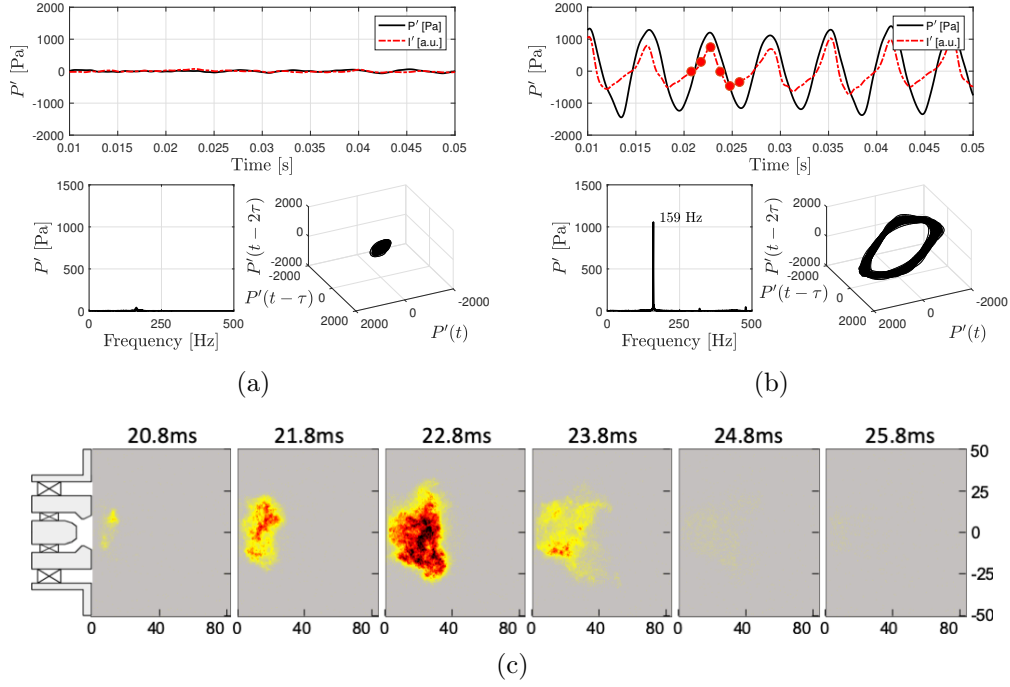 2000
1000
0
-1000
-2000
P′ [Pa]
P′ [Pa]
I′ [a.u.]
0.01 0.015 0.02 0.025 0.03 0.035 0.04 0.045 0.05
Time [s]
1500
1000
500
0
P′ [Pa]
0 250 500
Frequency [Hz]
2000
0
-2000
P′(t − 2τ)
P′(t − τ)
0
2000
2000
0
-2000
P′(t)
(a)
2000
1000
0
-1000
-2000
P′ [Pa]
P′ [Pa]
I′ [a.u.]
0.01 0.015 0.02 0.025 0.03 0.035 0.04 0.045 0.05
Time [s]
1500
1000
500
0
P′ [Pa]
159 Hz
0 250 500
Frequency [Hz]
2000
0
-2000
-2000
P′(t − 2τ)
P′(t − τ)
0
2000
2000
0
-2000
P′(t)
(b)
20.8ms 21.8ms 22.8ms 23.8ms 24.8ms 25.8ms
50
25
0
-25
-50
0 40 80 0 40 80 0 40 80 0 40 80 0 40 80 0 40 80
(c)